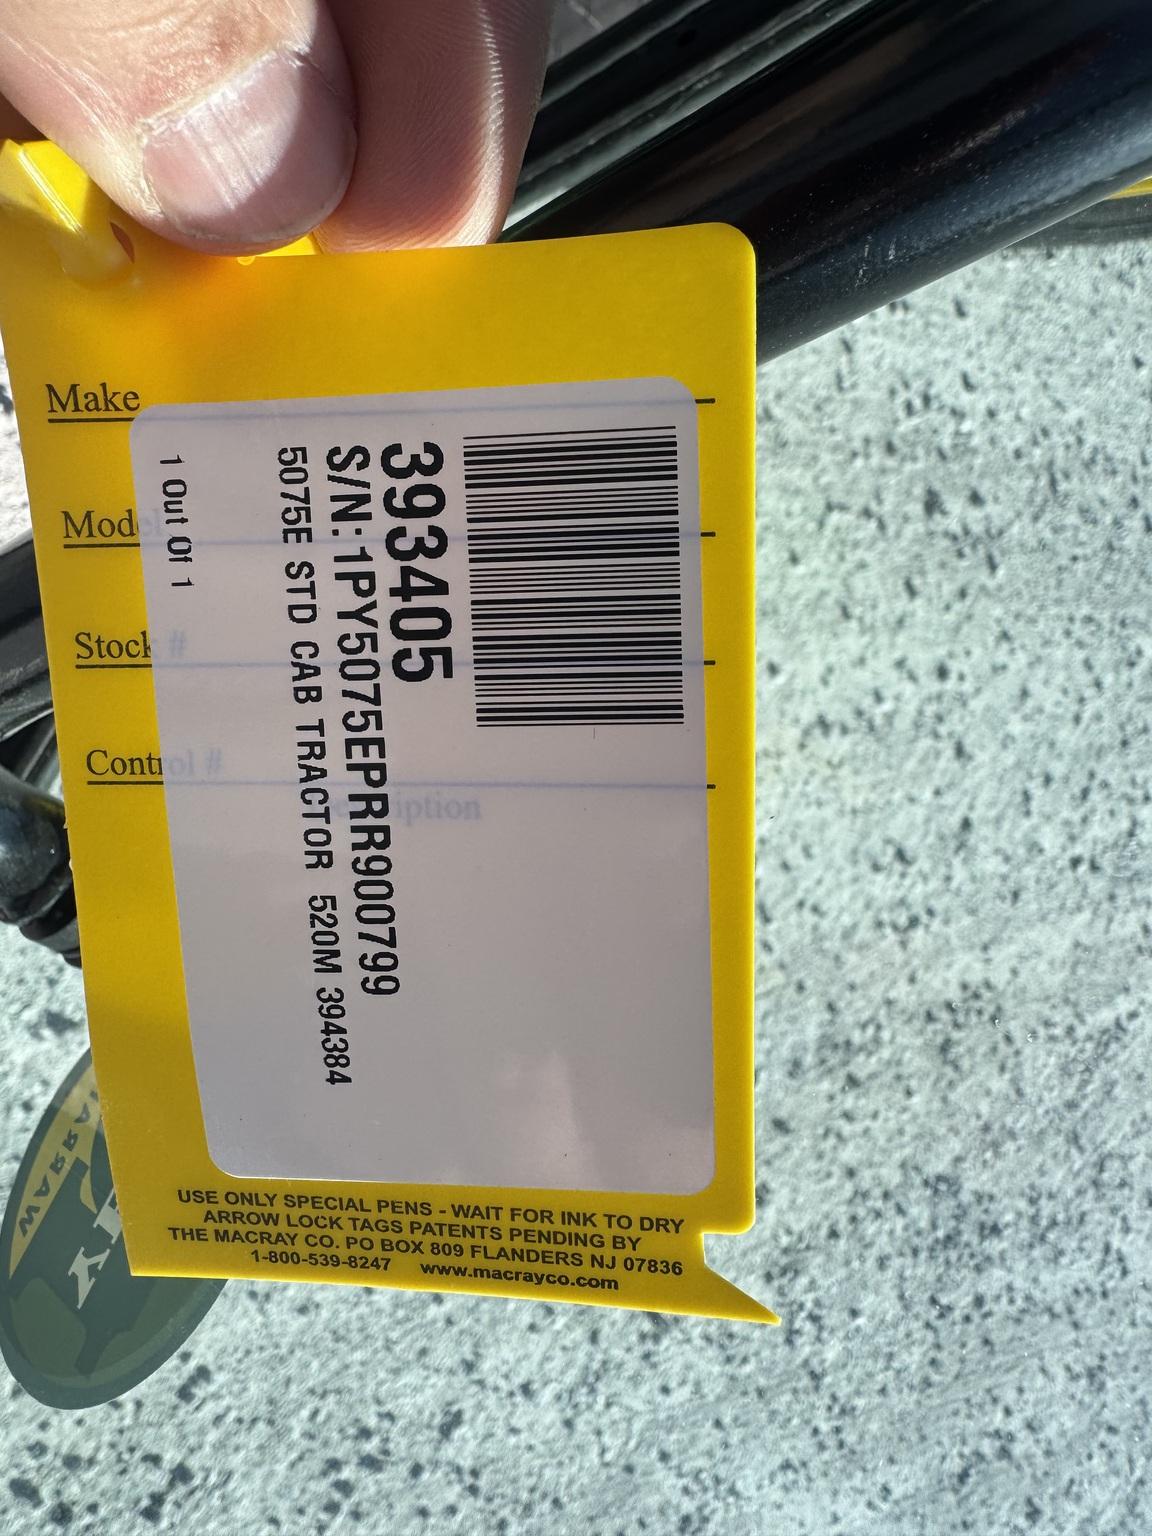 Make
Model
Stock #
Control #
Description
393405
S/N:1PY5075EPRR900799
5075E STD CAB TRACTOR 520M 394384
1 Out Of 1
USE ONLY SPECIAL PENS - WAIT FOR INK TO DRY
ARROW LOCK TAGS PATENTS PENDING BY
THE MACRAY CO. PO BOX 809 FLANDERS NJ 07836
1-800-539-8247 www.macrayco.com